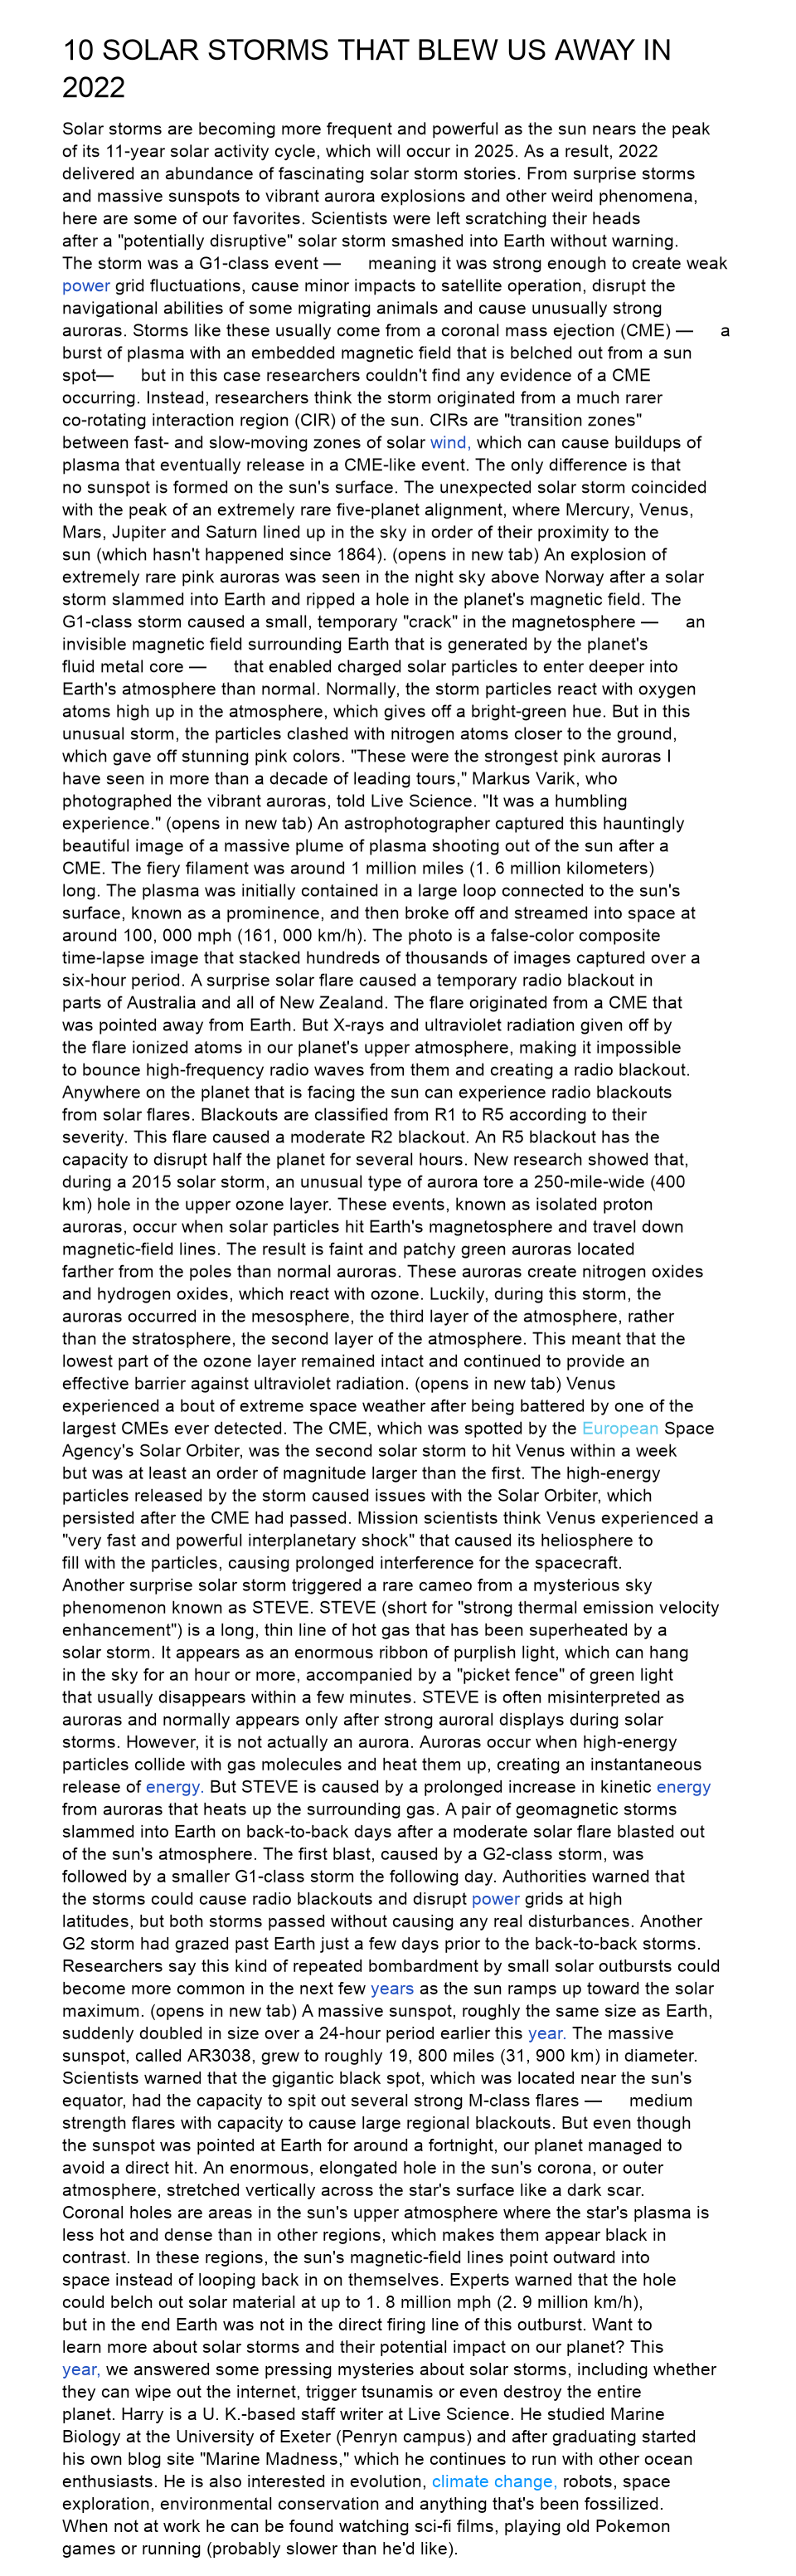 10 SOLAR STORMS THAT BLEW US AWAY IN
2022
Solar storms are becoming more frequent and powerful as the sun nears the peak
of its 11-year solar activity cycle, which will occur in 2025. As a result, 2022
delivered an abundance of fascinating solar storm stories. From surprise storms
and massive sunspots to vibrant aurora explosions and other weird phenomena,
here are some of our favorites. Scientists were left scratching their heads
after a "potentially disruptive" solar storm smashed into Earth without warning.
The storm was a G1-class event — meaning it was strong enough to create weak
power grid fluctuations, cause minor impacts to satellite operation, disrupt the
navigational abilities of some migrating animals and cause unusually strong
auroras. Storms like these usually come from a coronal mass ejection (CME) — a
burst of plasma with an embedded magnetic field that is belched out from a sun
spot— but in this case researchers couldn't find any evidence of a CME
occurring. Instead, researchers think the storm originated from a much rarer
co-rotating interaction region (CIR) of the sun. CIRs are "transition zones"
between fast- and slow-moving zones of solar wind, which can cause buildups of
plasma that eventually release in a CME-like event. The only difference is that
no sunspot is formed on the sun's surface. The unexpected solar storm coincided
with the peak of an extremely rare five-planet alignment, where Mercury, Venus,
Mars, Jupiter and Saturn lined up in the sky in order of their proximity to the
sun (which hasn't happened since 1864). (opens in new tab) An explosion of
extremely rare pink auroras was seen in the night sky above Norway after a solar
storm slammed into Earth and ripped a hole in the planet's magnetic field. The
G1-class storm caused a small, temporary "crack" in the magnetosphere — an
invisible magnetic field surrounding Earth that is generated by the planet's
fluid metal core — that enabled charged solar particles to enter deeper into
Earth's atmosphere than normal. Normally, the storm particles react with oxygen
atoms high up in the atmosphere, which gives off a bright-green hue. But in this
unusual storm, the particles clashed with nitrogen atoms closer to the ground,
which gave off stunning pink colors. "These were the strongest pink auroras I
have seen in more than a decade of leading tours," Markus Varik, who
photographed the vibrant auroras, told Live Science. "It was a humbling
experience." (opens in new tab) An astrophotographer captured this hauntingly
beautiful image of a massive plume of plasma shooting out of the sun after a
CME. The fiery filament was around 1 million miles (1. 6 million kilometers)
long. The plasma was initially contained in a large loop connected to the sun's
surface, known as a prominence, and then broke off and streamed into space at
around 100, 000 mph (161, 000 km/h). The photo is a false-color composite
time-lapse image that stacked hundreds of thousands of images captured over a
six-hour period. A surprise solar flare caused a temporary radio blackout in
parts of Australia and all of New Zealand. The flare originated from a CME that
was pointed away from Earth. But X-rays and ultraviolet radiation given off by
the flare ionized atoms in our planet's upper atmosphere, making it impossible
to bounce high-frequency radio waves from them and creating a radio blackout.
Anywhere on the planet that is facing the sun can experience radio blackouts
from solar flares. Blackouts are classified from R1 to R5 according to their
severity. This flare caused a moderate R2 blackout. An R5 blackout has the
capacity to disrupt half the planet for several hours. New research showed that,
during a 2015 solar storm, an unusual type of aurora tore a 250-mile-wide (400
km) hole in the upper ozone layer. These events, known as isolated proton
auroras, occur when solar particles hit Earth's magnetosphere and travel down
magnetic-field lines. The result is faint and patchy green auroras located
farther from the poles than normal auroras. These auroras create nitrogen oxides
and hydrogen oxides, which react with ozone. Luckily, during this storm, the
auroras occurred in the mesosphere, the third layer of the atmosphere, rather
than the stratosphere, the second layer of the atmosphere. This meant that the
lowest part of the ozone layer remained intact and continued to provide an
effective barrier against ultraviolet radiation. (opens in new tab) Venus
experienced a bout of extreme space weather after being battered by one of the
largest CMEs ever detected. The CME, which was spotted by the European Space
Agency's Solar Orbiter, was the second solar storm to hit Venus within a week
but was at least an order of magnitude larger than the first. The high-energy
particles released by the storm caused issues with the Solar Orbiter, which
persisted after the CME had passed. Mission scientists think Venus experienced a
"very fast and powerful interplanetary shock" that caused its heliosphere to
fill with the particles, causing prolonged interference for the spacecraft.
Another surprise solar storm triggered a rare cameo from a mysterious sky
phenomenon known as STEVE. STEVE (short for "strong thermal emission velocity
enhancement") is a long, thin line of hot gas that has been superheated by a
solar storm. It appears as an enormous ribbon of purplish light, which can hang
in the sky for an hour or more, accompanied by a "picket fence" of green light
that usually disappears within a few minutes. STEVE is often misinterpreted as
auroras and normally appears only after strong auroral displays during solar
storms. However, it is not actually an aurora. Auroras occur when high-energy
particles collide with gas molecules and heat them up, creating an instantaneous
release of energy. But STEVE is caused by a prolonged increase in kinetic energy
from auroras that heats up the surrounding gas. A pair of geomagnetic storms
slammed into Earth on back-to-back days after a moderate solar flare blasted out
of the sun's atmosphere. The first blast, caused by a G2-class storm, was
followed by a smaller G1-class storm the following day. Authorities warned that
the storms could cause radio blackouts and disrupt power grids at high
latitudes, but both storms passed without causing any real disturbances. Another
G2 storm had grazed past Earth just a few days prior to the back-to-back storms.
Researchers say this kind of repeated bombardment by small solar outbursts could
become more common in the next few years as the sun ramps up toward the solar
maximum. (opens in new tab) A massive sunspot, roughly the same size as Earth,
suddenly doubled in size over a 24-hour period earlier this year. The massive
sunspot, called AR3038, grew to roughly 19, 800 miles (31, 900 km) in diameter.
Scientists warned that the gigantic black spot, which was located near the sun's
equator, had the capacity to spit out several strong M-class flares — medium
strength flares with capacity to cause large regional blackouts. But even though
the sunspot was pointed at Earth for around a fortnight, our planet managed to
avoid a direct hit. An enormous, elongated hole in the sun's corona, or outer
atmosphere, stretched vertically across the star's surface like a dark scar.
Coronal holes are areas in the sun's upper atmosphere where the star's plasma is
less hot and dense than in other regions, which makes them appear black in
contrast. In these regions, the sun's magnetic-field lines point outward into
space instead of looping back in on themselves. Experts warned that the hole
could belch out solar material at up to 1. 8 million mph (2. 9 million km/h),
but in the end Earth was not in the direct firing line of this outburst. Want to
learn more about solar storms and their potential impact on our planet? This
year, we answered some pressing mysteries about solar storms, including whether
they can wipe out the internet, trigger tsunamis or even destroy the entire
planet. Harry is a U. K.-based staff writer at Live Science. He studied Marine
Biology at the University of Exeter (Penryn campus) and after graduating started
his own blog site "Marine Madness," which he continues to run with other ocean
enthusiasts. He is also interested in evolution, climate change, robots, space
exploration, environmental conservation and anything that's been fossilized.
When not at work he can be found watching sci-fi films, playing old Pokemon
games or running (probably slower than he'd like).